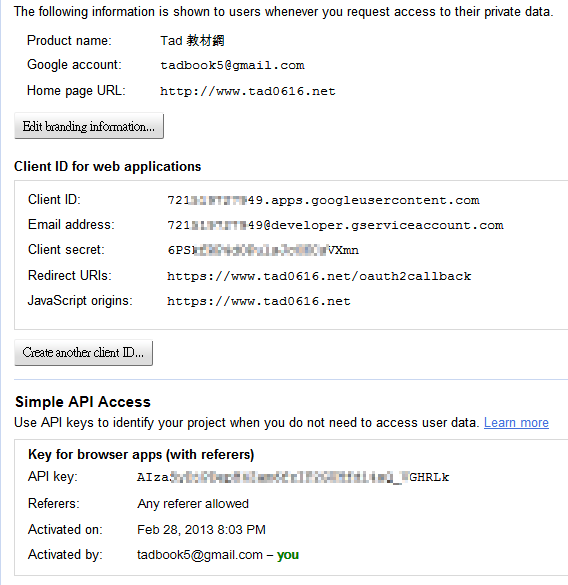 The following information is shown to users whenever you request access to their private data.
Product name: Tad 教材網
Google account: tadbook5@gmail.com
Home page URL: http://www.tad0616.net
Edit branding information...
Client ID for web applications
Client ID: 721 49.apps.googleusercontent.com
Email address: 721 49@developer.gserviceaccount.com
Client secret: 6PS VXmn
Redirect URIs: https://www.tad0616.net/oauth2callback
JavaScript origins: https://www.tad0616.net
Create another client ID...
Simple API Access
Use API keys to identify your project when you do not need to access user data. Learn more
Key for browser apps (with referers)
API key: AIza GHRLk
Referers: Any referer allowed
Activated on: Feb 28, 2013 8:03 PM
Activated by: tadbook5@gmail.com – you